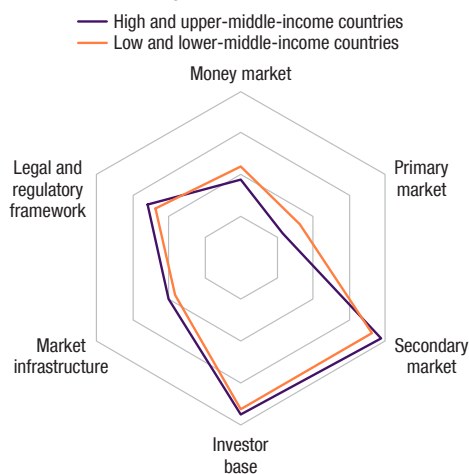 High and upper-middle-income countries
Low and lower-middle-income countries
Money market
Legal and
regulatory
framework
Primary
market
Market
infrastructure
Secondary
market
Investor
base